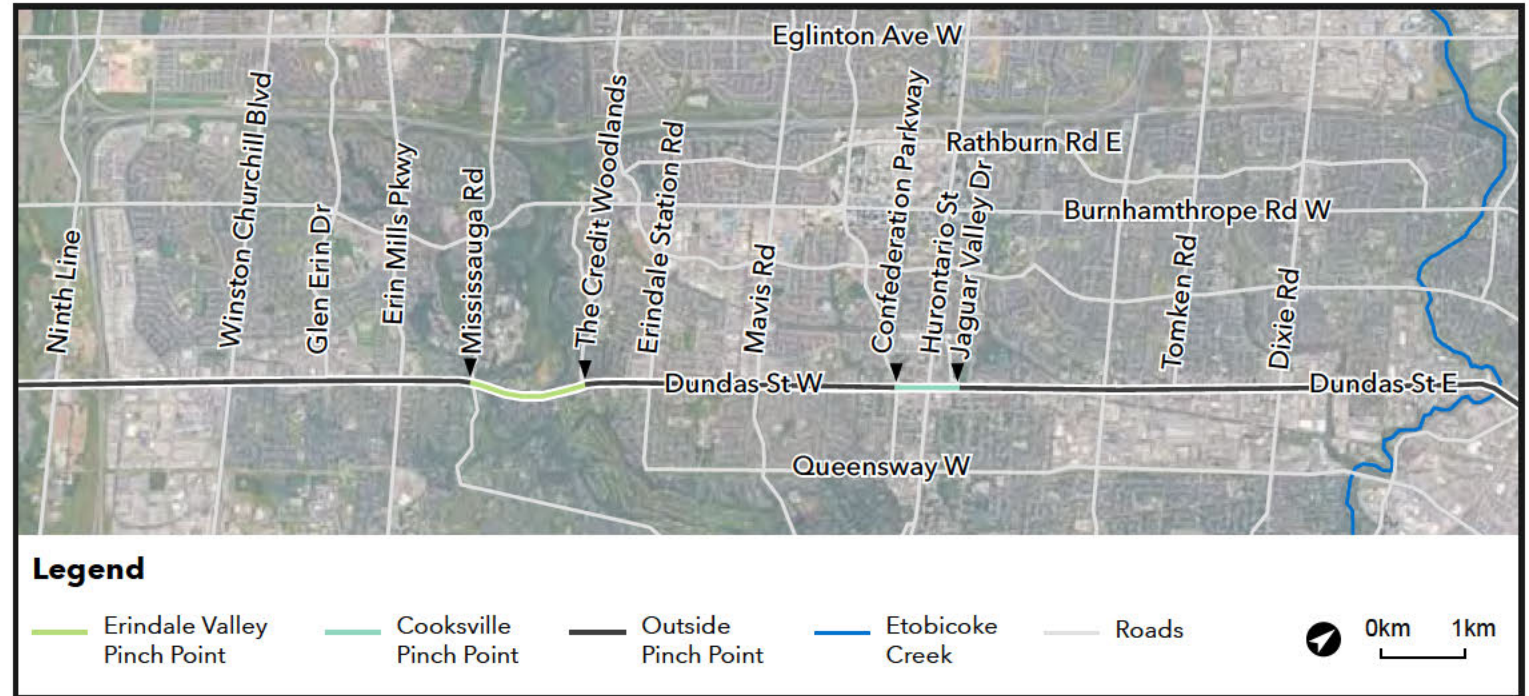 Eglinton Ave W
Ninth Line
Winston Churchill Blvd
Glen Erin Dr
Erin Mills Pkwy
Mississauga Rd
The Credit Woodlands
Erindale Station Rd
Mavis Rd
Confederation Parkway
Hurontario St
Jaguar Valley Dr
Rathburn Rd E
Burnhamthrope Rd W
Tomken Rd
Dixie Rd
Dundas St W
Dundas St E
Queensway W
Legend
Erindale Valley
Pinch Point
Cooksville
Pinch Point
Outside
Pinch Point
Etobicoke
Creek
Roads
0km 1km